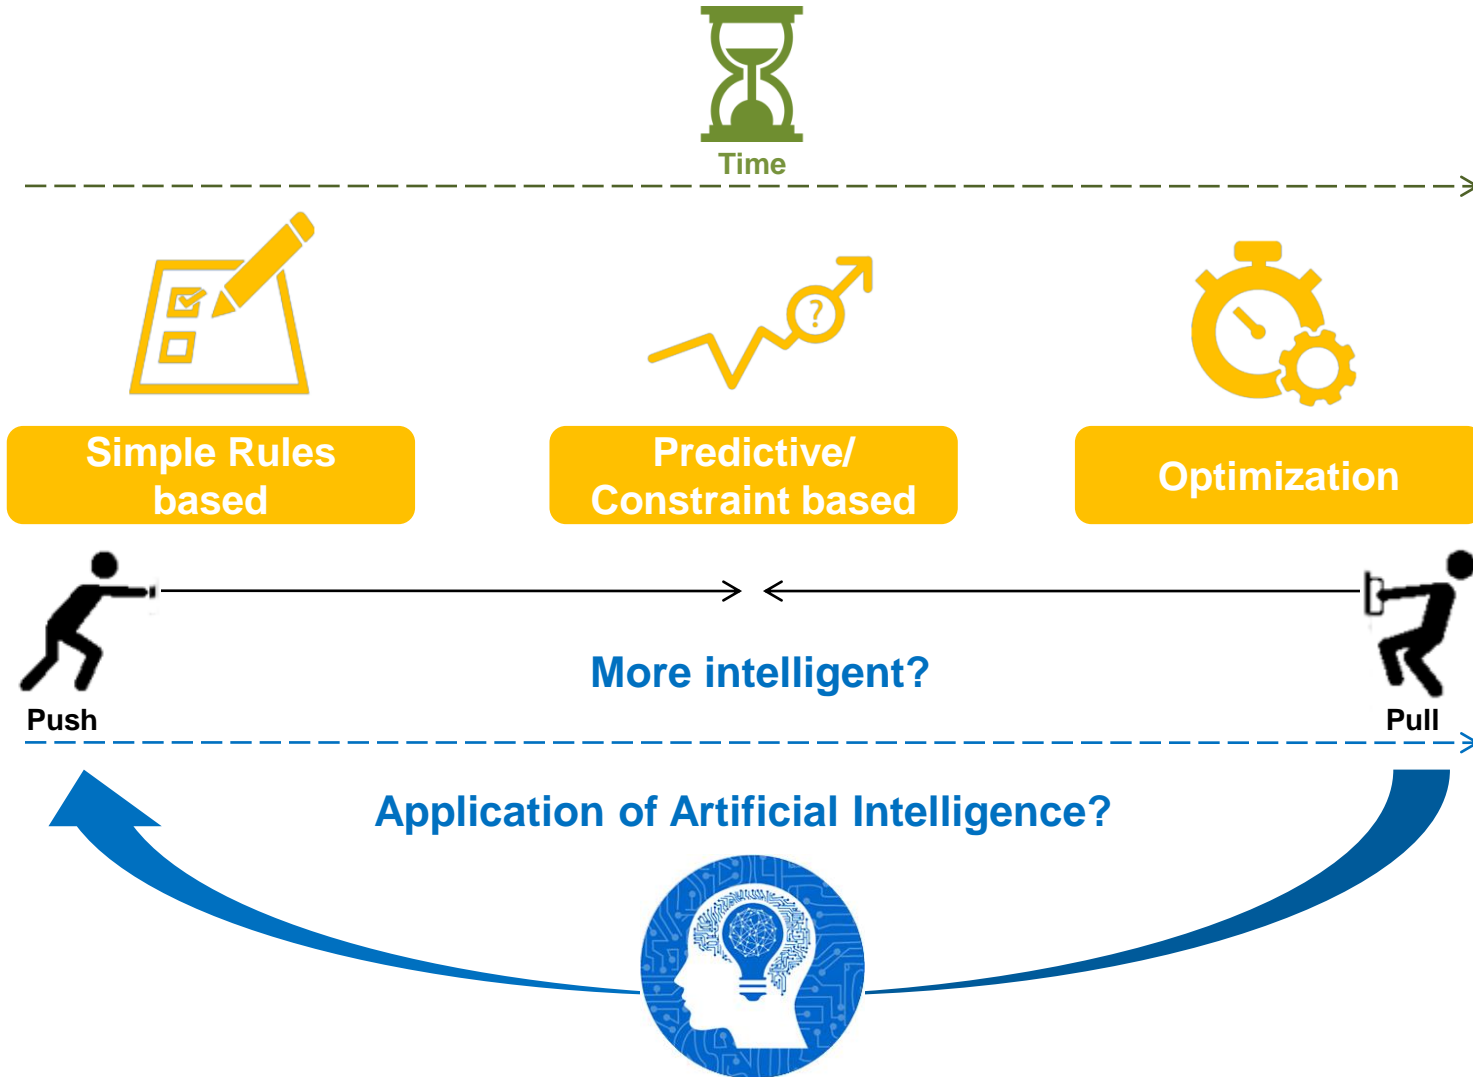 Time
Simple Rules
based
Predictive/
Constraint based
Optimization
?
More intelligent?
Push
Pull
Application of Artificial Intelligence?